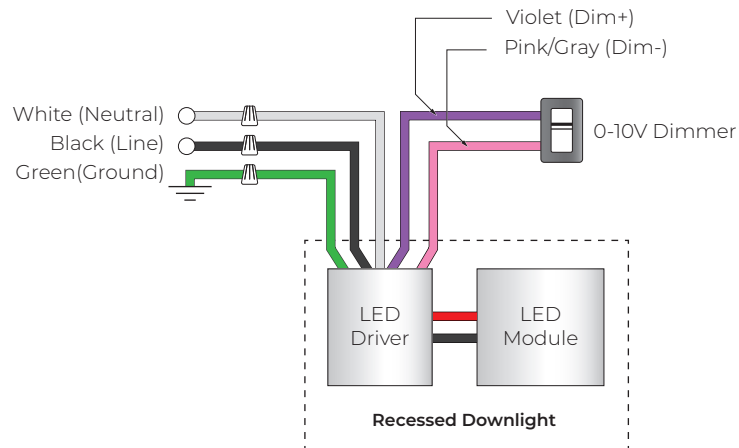 Violet (Dim+)
Pink/Gray (Dim-)
White (Neutral)
Black (Line)
Green(Ground)
0-10V Dimmer
LED
Driver
LED
Module
Recessed Downlight